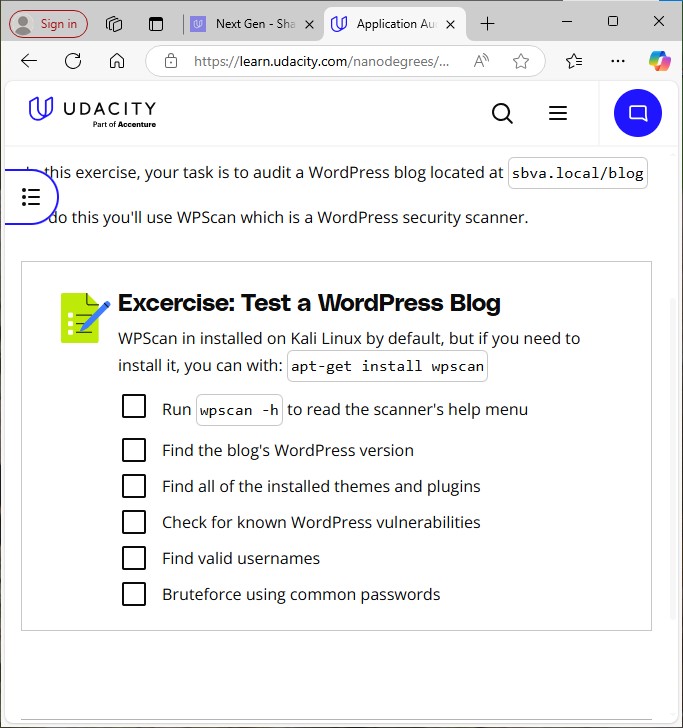 Sign in
Next Gen - Sha
Application Au
https://learn.udacity.com/nanodegrees/...
UDACITY
Part of Accenture
this exercise, your task is to audit a WordPress blog located at sbva.local/blog
do this you'll use WPScan which is a WordPress security scanner.
Excercise: Test a WordPress Blog
WPScan in installed on Kali Linux by default, but if you need to
install it, you can with: apt-get install wpscan
Run wpscan -h to read the scanner's help menu
Find the blog's WordPress version
Find all of the installed themes and plugins
Check for known WordPress vulnerabilities
Find valid usernames
Bruteforce using common passwords